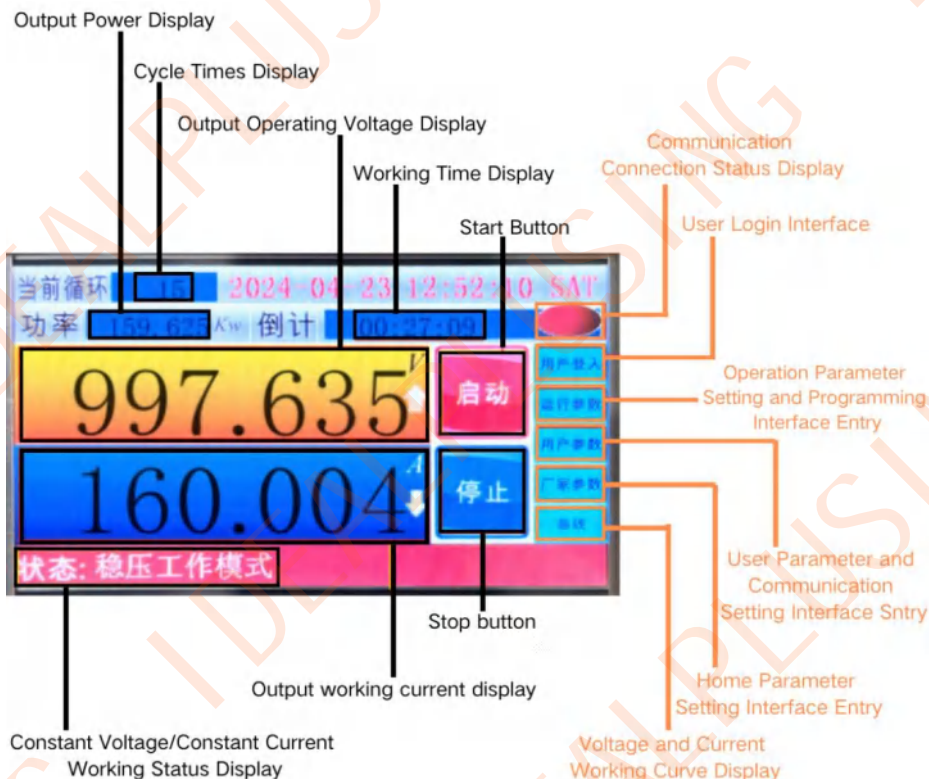 Output Power Display
Cycle Times Display
Output Operating Voltage Display
Working Time Display
Start Button
Communication
Connection Status Display
User Login Interface
Operation Parameter
Setting and Programming
Interface Entry
User Parameter and
Communication
Setting Interface Sntry
Home Parameter
Setting Interface Entry
Voltage and Current
Working Curve Display
当前循环 15 2024-04-23 12:52:10 SAT
功率 159.625 Kw 倒计 00:27:09
997.635 V
启动
用户登入
运行参数
用户参数
160.004 A
停止
厂家参数
曲线
状态: 稳压工作模式
Stop button
Output working current display
Constant Voltage/Constant Current
Working Status Display
IDEALPLUSING
IDEALPLUSING
IDEALPLUSING